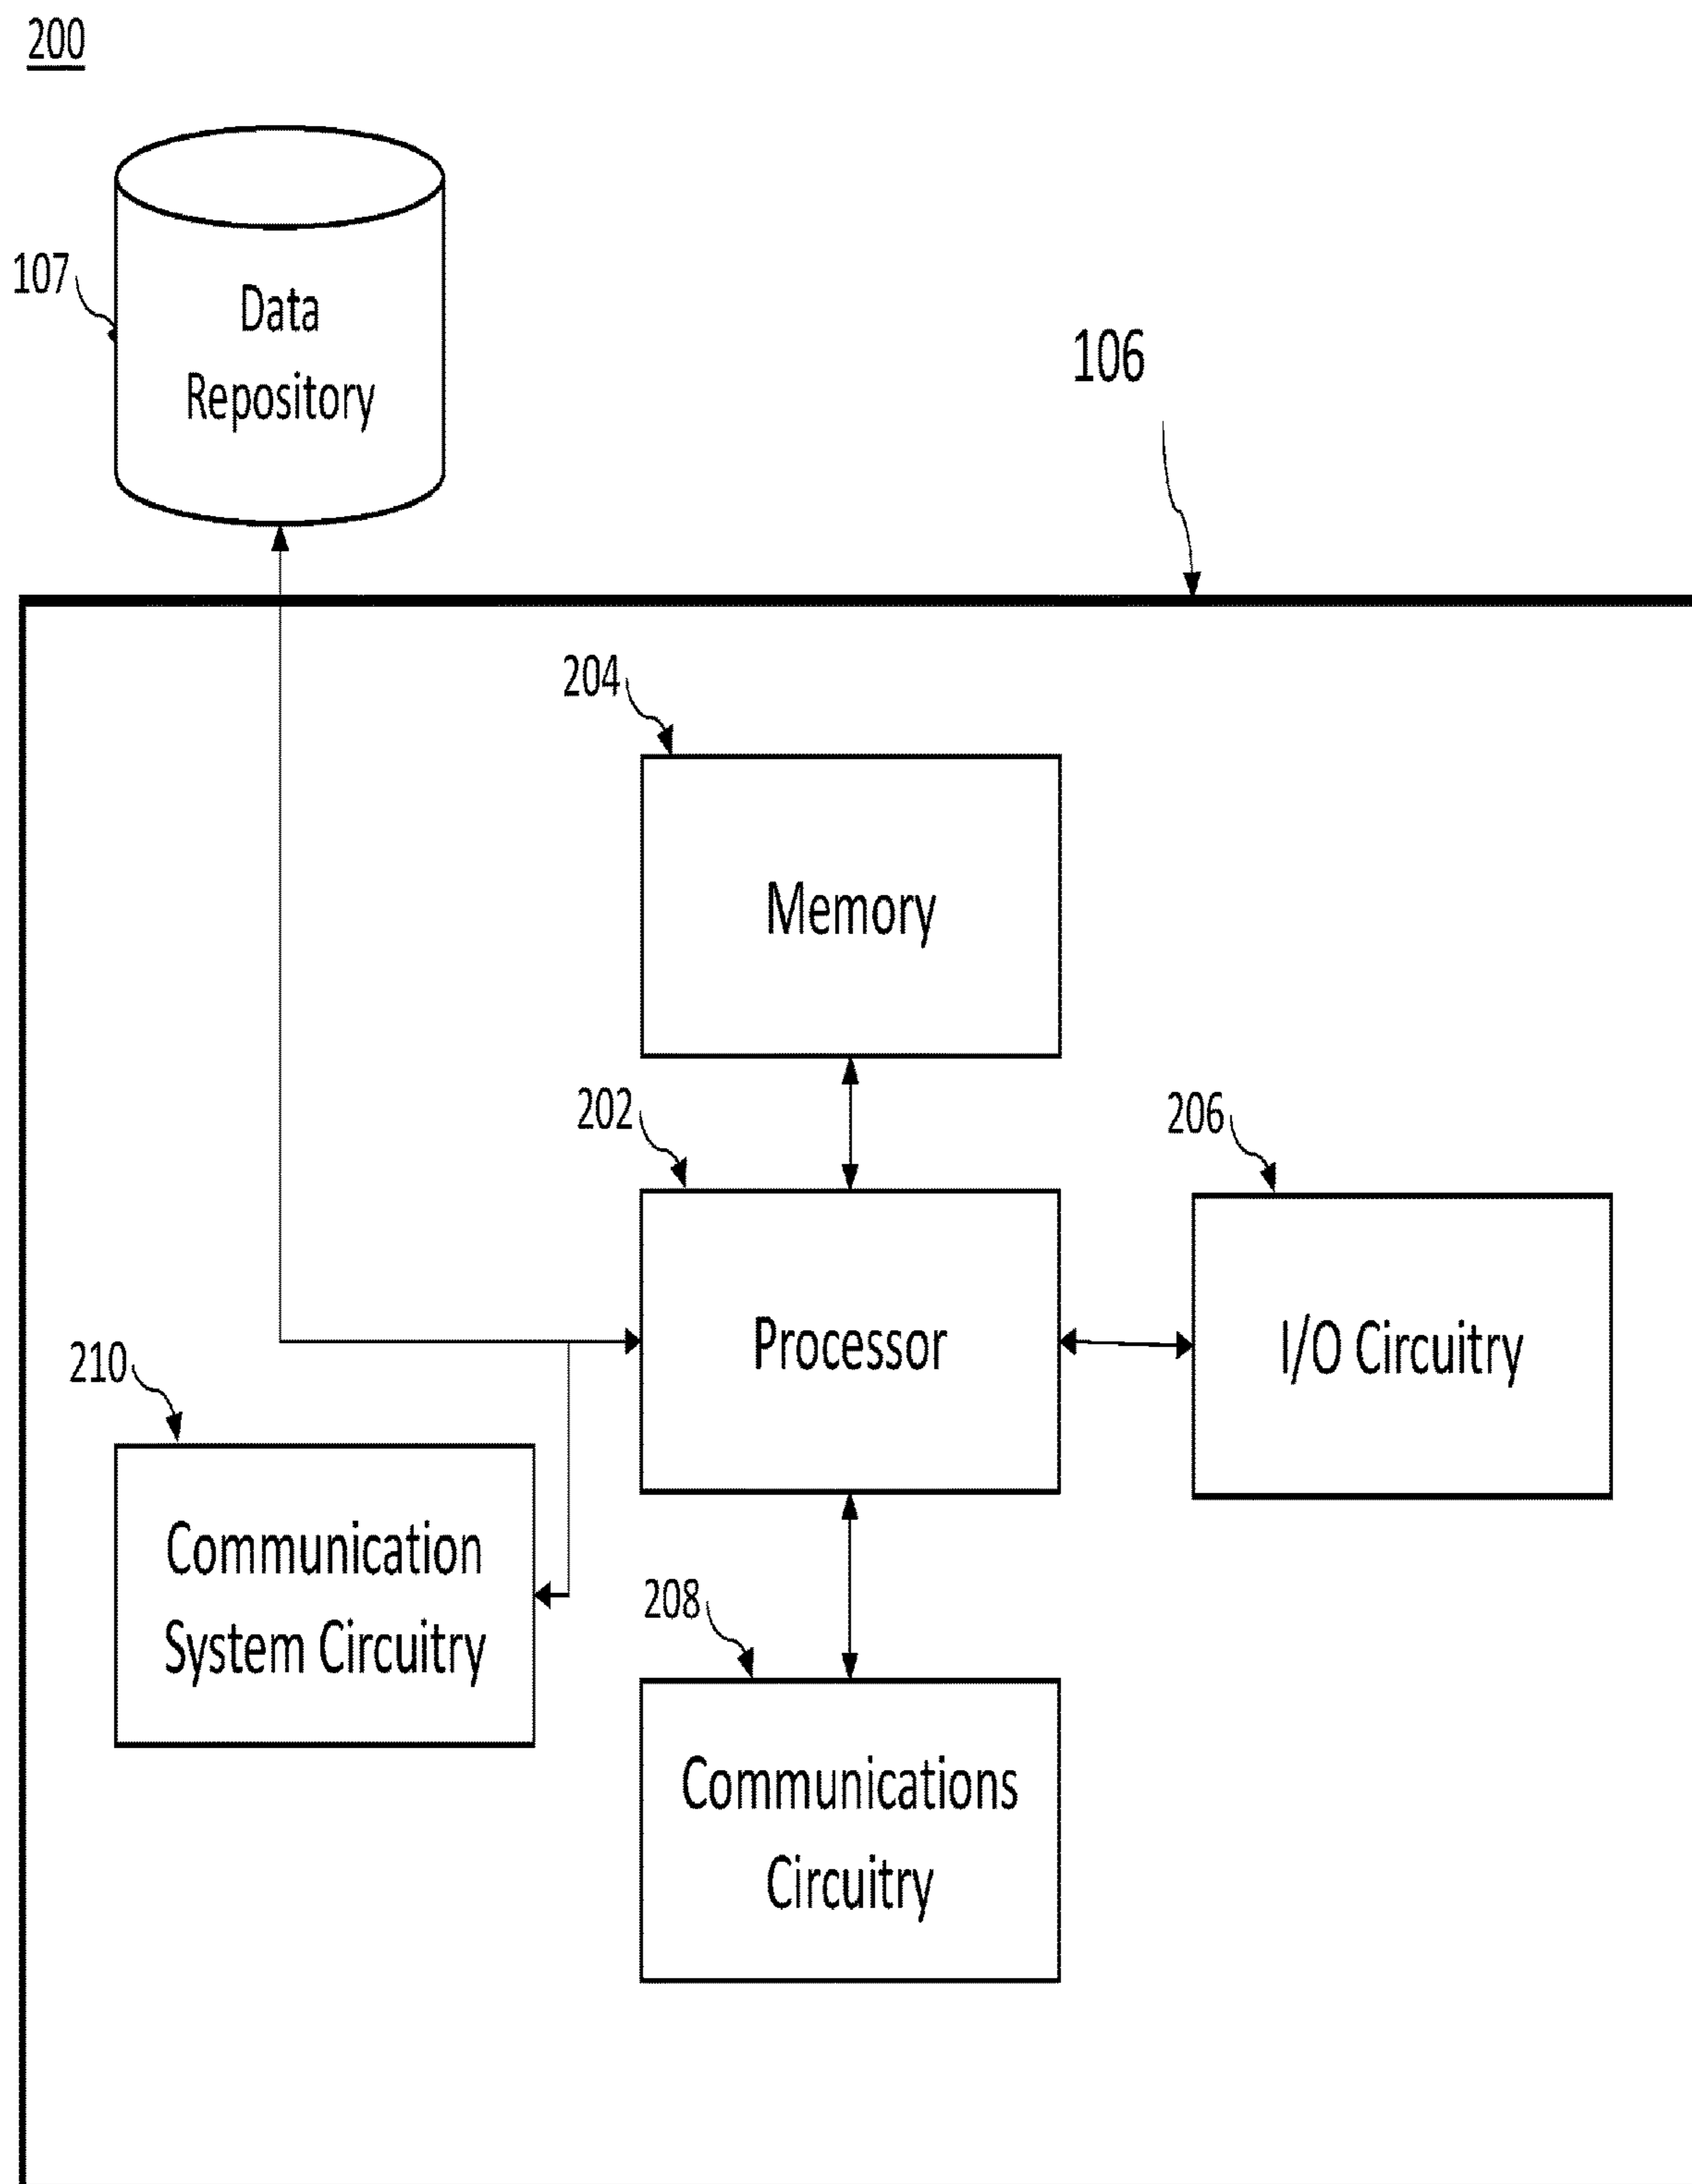 200
107
Data
Repository
106
204
Memory
202
206
Processor
I/O Circuitry
210
Communication
System Circuitry
208
Communications
Circuitry